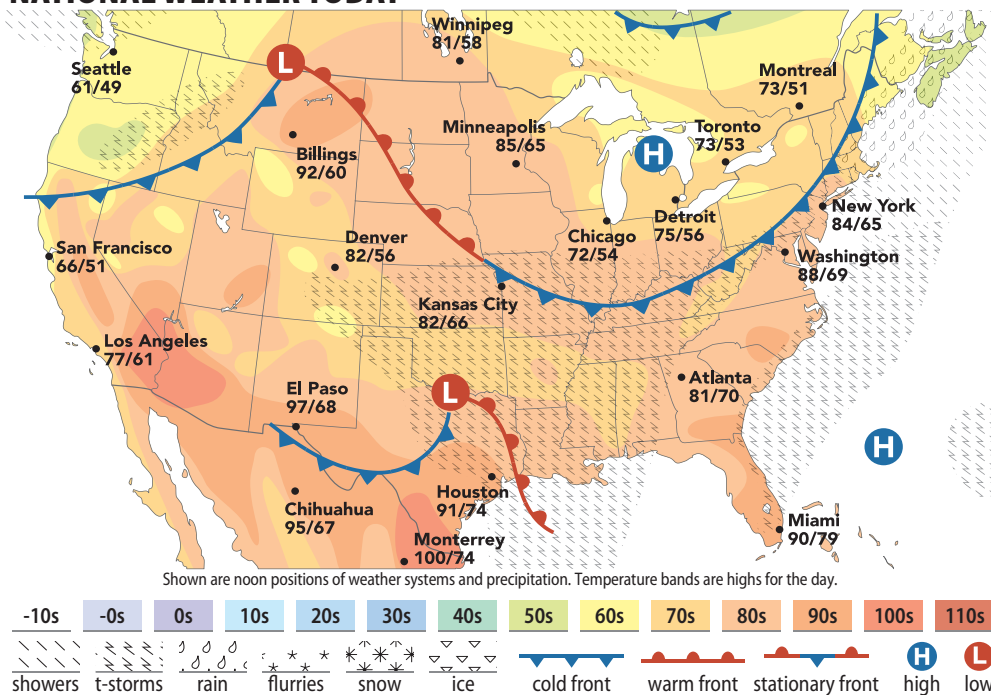 NATIONAL WEATHER TODAY
Winnipeg
81/58
Seattle
61/49
L
Montreal
73/51
Minneapolis
85/65
Toronto
73/53
H
Billings
92/60
Detroit
75/56
New York
84/65
Chicago
72/54
Denver
82/56
San Francisco
66/51
Washington
88/69
Kansas City
82/66
Los Angeles
77/61
El Paso
97/68
L
Atlanta
81/70
H
Houston
91/74
Chihuahua
95/67
Miami
90/79
Monterrey
100/74
Shown are noon positions of weather systems and precipitation. Temperature bands are highs for the day.
-10s -0s 0s 10s 20s 30s 40s 50s 60s 70s 80s 90s 100s 110s
H L
showers t-storms rain flurries snow ice cold front warm front stationary front high low